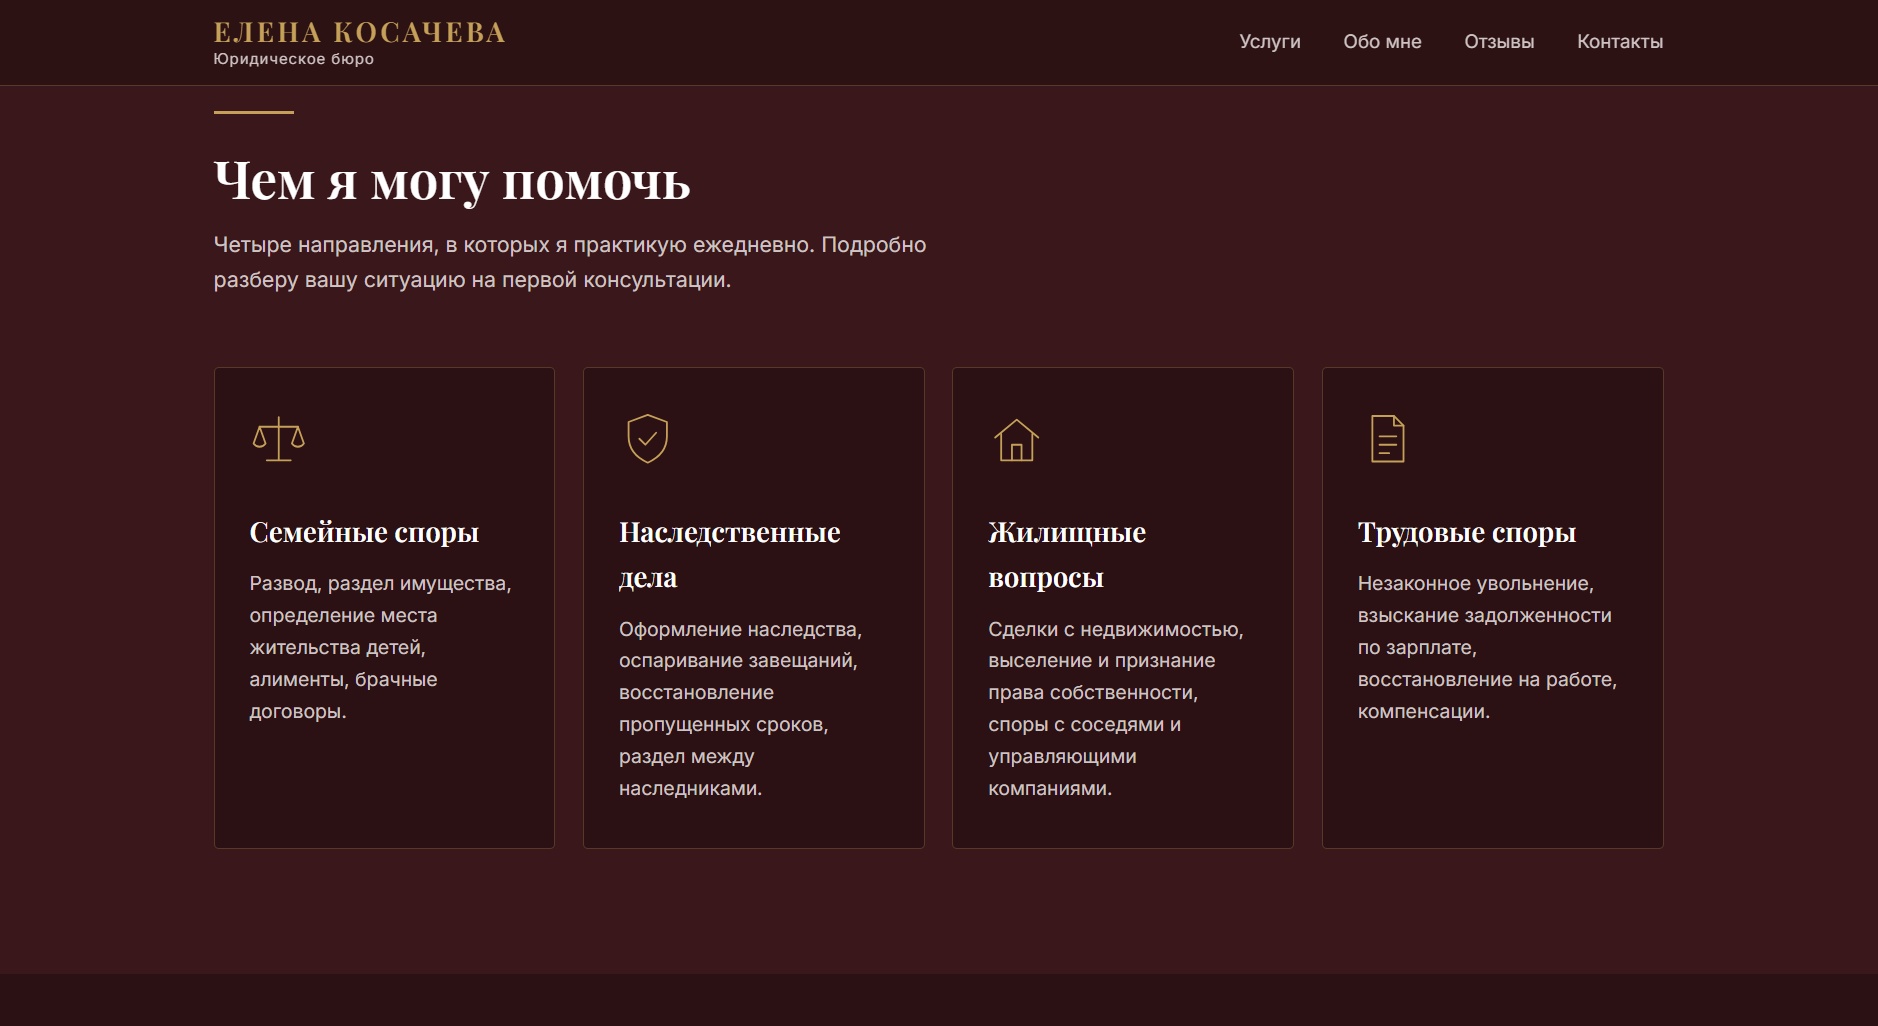 ЕЛЕНА КОСАЧЕВА
Юридическое бюро
Услуги
Обо мне
Отзывы
Контакты
Чем я могу помочь
Четыре направления, в которых я практикую ежедневно. Подробно
разберу вашу ситуацию на первой консультации.
Семейные споры
Развод, раздел имущества,
определение места
жительства детей,
алименты, брачные
договоры.
Наследственные
дела
Оформление наследства,
оспаривание завещаний,
восстановление
пропущенных сроков,
раздел между
наследниками.
Жилищные
вопросы
Сделки с недвижимостью,
выселение и признание
права собственности,
споры с соседями и
управляющими
компаниями.
Трудовые споры
Незаконное увольнение,
взыскание задолженности
по зарплате,
восстановление на работе,
компенсации.